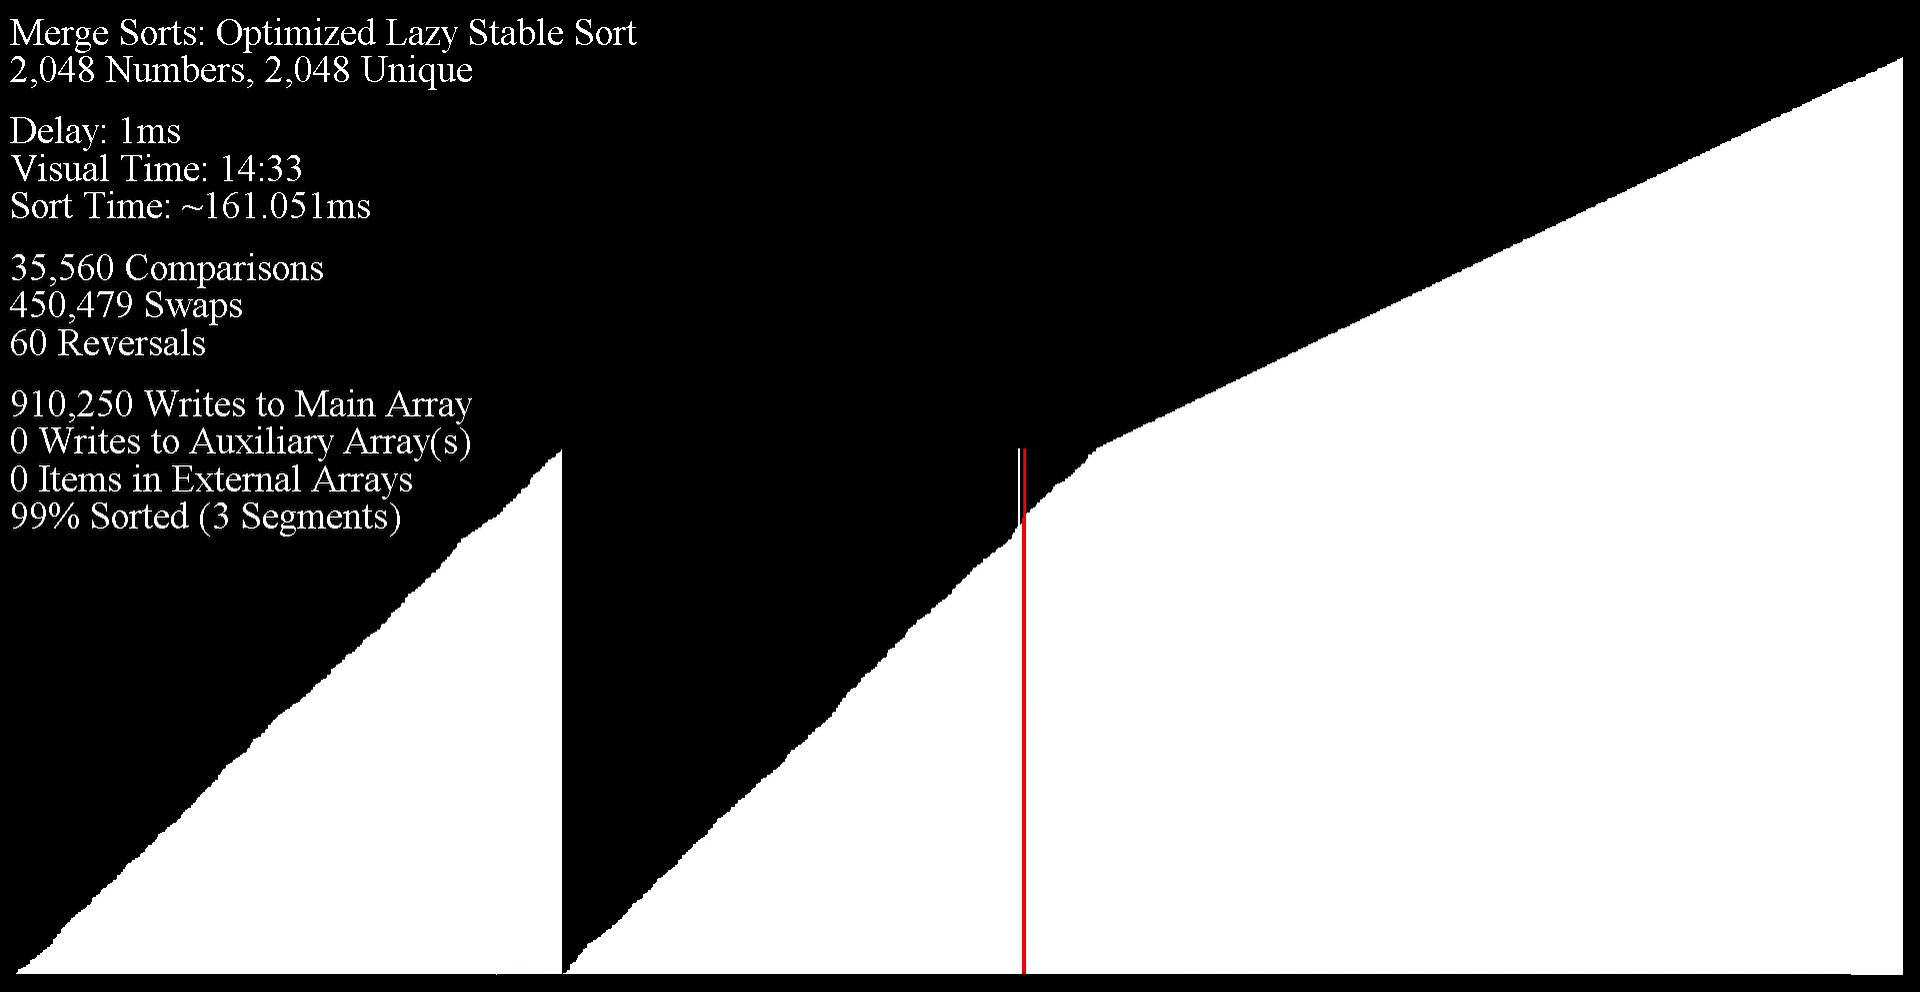 Merge Sorts: Optimized Lazy Stable Sort
2,048 Numbers, 2,048 Unique
Delay: 1ms
Visual Time: 14:33
Sort Time: ~161.051ms
35,560 Comparisons
450,479 Swaps
60 Reversals
910,250 Writes to Main Array
0 Writes to Auxiliary Array(s)
0 Items in External Arrays
99% Sorted (3 Segments)